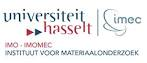 universiteit
hasselt
imec
IMO - IMOMEC
INSTITUUT VOOR MATERIAALONDERZOEK